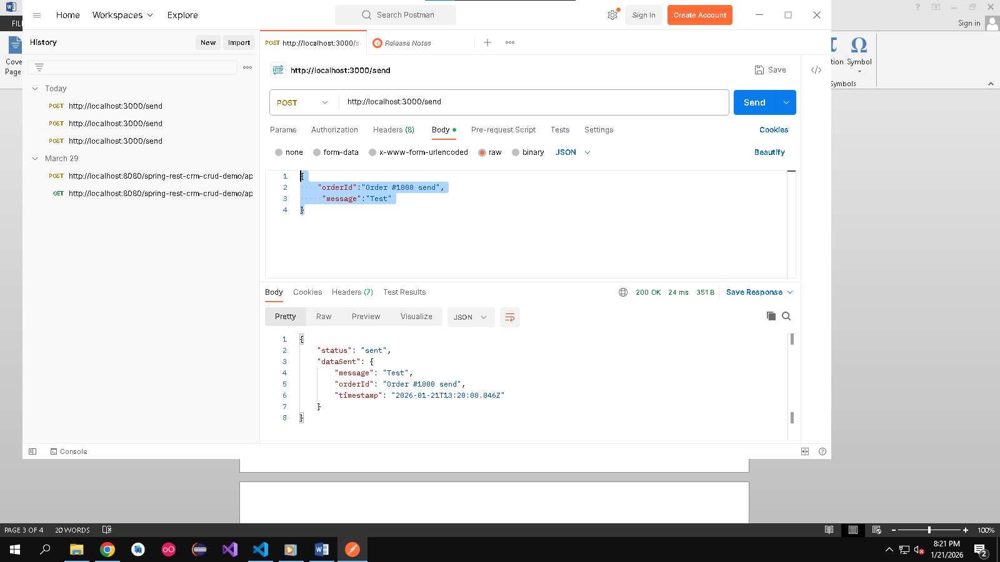 Home
Workspaces
Explore
Search Postman
Sign In
Create Account
FIL
Sign in
History
New
Import
POST http://localhost:3000/s
Release Notes
Cove
Page
tion
Symbol
Symbols
HTTP
http://localhost:3000/send
Save
Today
POST http://localhost:3000/send
POST http://localhost:3000/send
POST http://localhost:3000/send
March 29
POST http://localhost:8080/spring-rest-crm-crud-demo/ap
GET http://localhost:8080/spring-rest-crm-crud-demo/ap
POST
http://localhost:3000/send
Send
Params
Authorization
Headers (8)
Body
Pre-request Script
Tests
Settings
Cookies
none
form-data
x-www-form-urlencoded
raw
binary
JSON
Beautify
1 {
2 "orderId":"Order #1000 send",
3 "message":"Test"
4 }
Body
Cookies
Headers (7)
Test Results
200 OK
24 ms
351 B
Save Response
Pretty
Raw
Preview
Visualize
JSON
1 {
2 "status": "sent",
3 "dataSent": {
4 "message": "Test",
5 "orderId": "Order #1000 send",
6 "timestamp": "2026-01-21T13:20:00.046Z"
7 }
8 }
Console
PAGE 3 OF 4
20 WORDS
100%
8:21 PM
1/21/2026
2